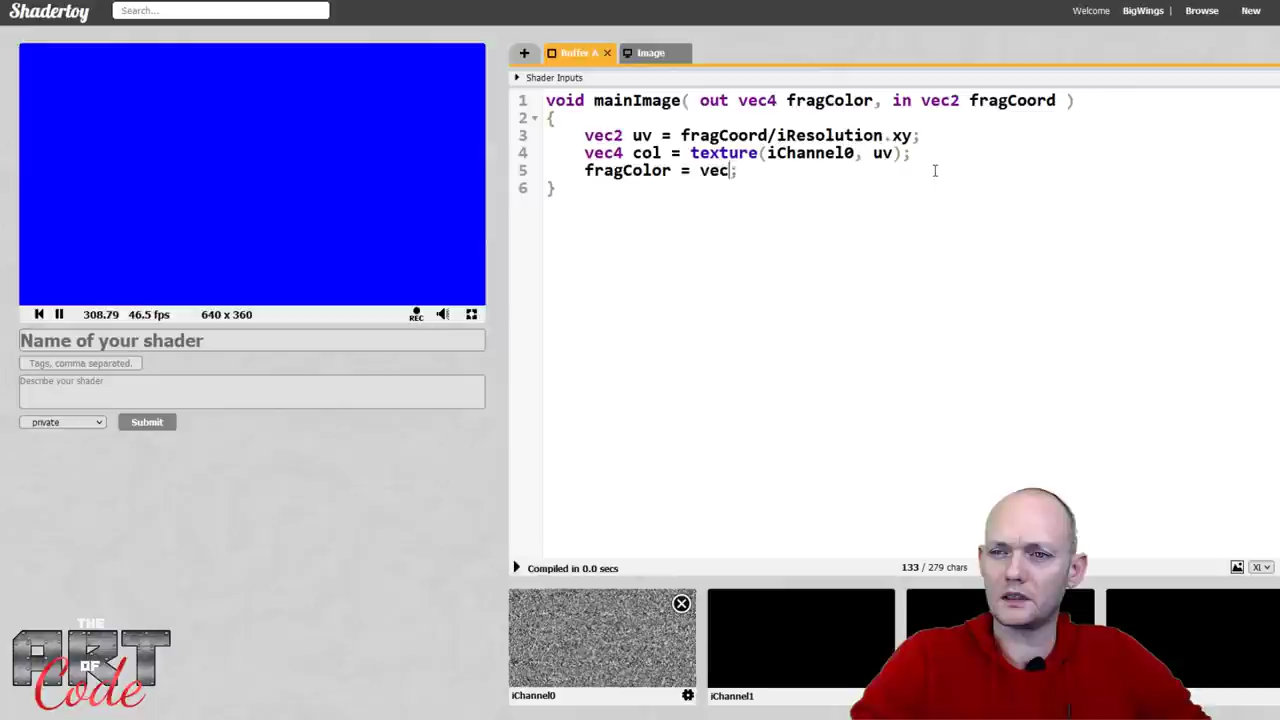 Shadertoy
Search...
Welcome BigWings | Browse New
+ Buffer A × Image
Shader Inputs
1 void mainImage( out vec4 fragColor, in vec2 fragCoord )
2 {
3 vec2 uv = fragCoord/iResolution.xy;
4 vec4 col = texture(iChannel0, uv);
5 fragColor = vec;
6 }
308.79 46.5 fps 640 x 360
REC
Name of your shader
Tags, comma separated.
Describe your shader
private Submit
Compiled in 0.0 secs 133 / 279 chars
iChannel0 iChannel1
THE
ART
OF
Code